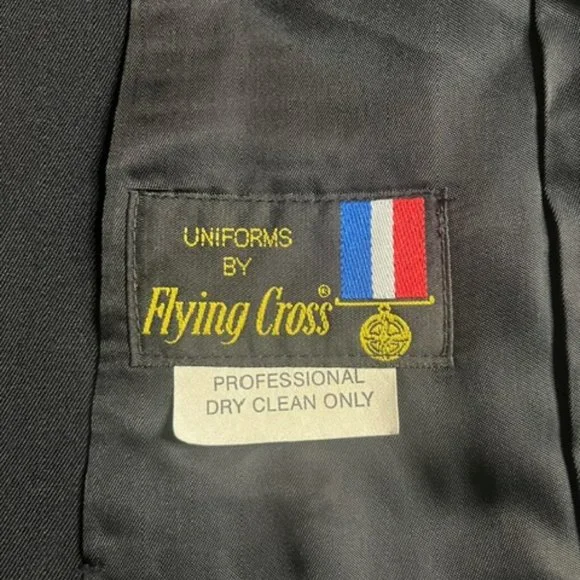 UNIFORMS
BY
Flying Cross®
PROFESSIONAL
DRY CLEAN ONLY